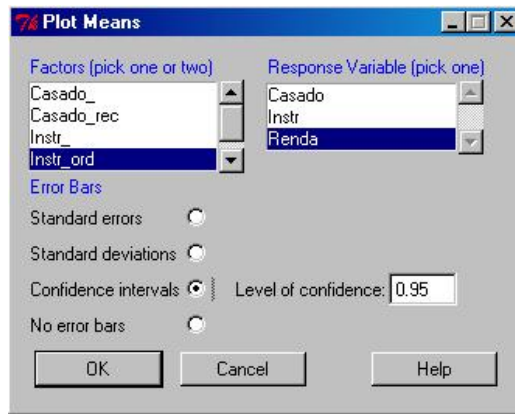 Plot Means
Factors (pick one or two)
Response Variable (pick one)
Casado_
Casado_rec
Instr_
Instr_ord
Casado
Instr
Renda
Error Bars
Standard errors
Standard deviations
Confidence intervals
Level of confidence: 0.95
No error bars
OK
Cancel
Help